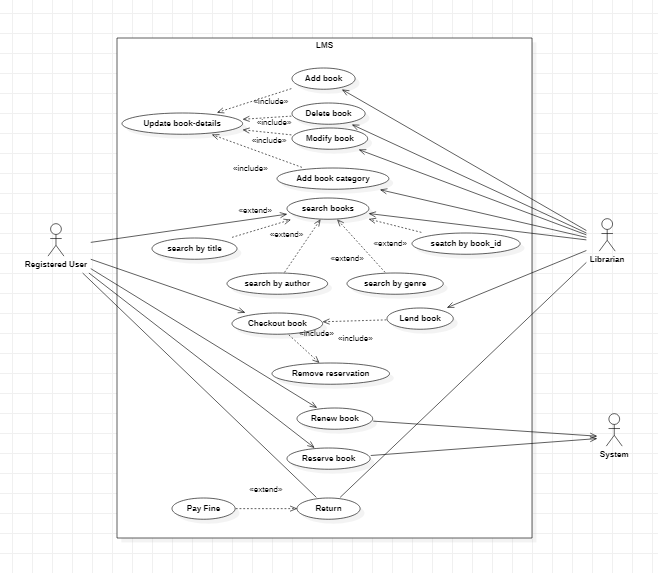 LMS
Add book
«include»
Delete book
Update book-details
«include»
Modify book
«include»
«include»
Add book category
«extend»
search books
«extend»
search by title
«extend»
seatch by book_id
«extend»
Registered User
Librarian
search by author
search by genre
Checkout book
Lend book
«include»
«include»
Remove reservation
Renew book
System
Reserve book
«extend»
Pay Fine
Return